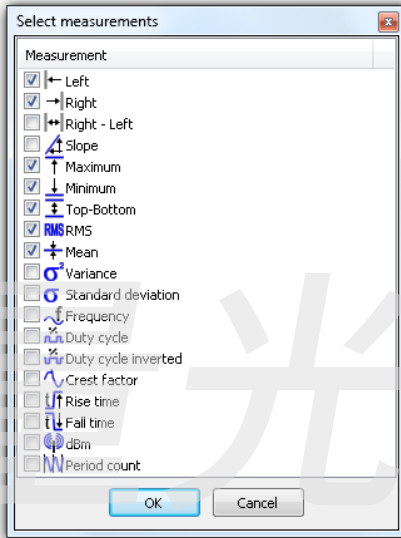 Select measurements
Measurement
Left
Right
Right - Left
Slope
Maximum
Minimum
Top-Bottom
RMS RMS
Mean
σ² Variance
σ Standard deviation
f Frequency
% Duty cycle
% Duty cycle inverted
Crest factor
t Rise time
t Fall time
dBm
Period count
OK Cancel